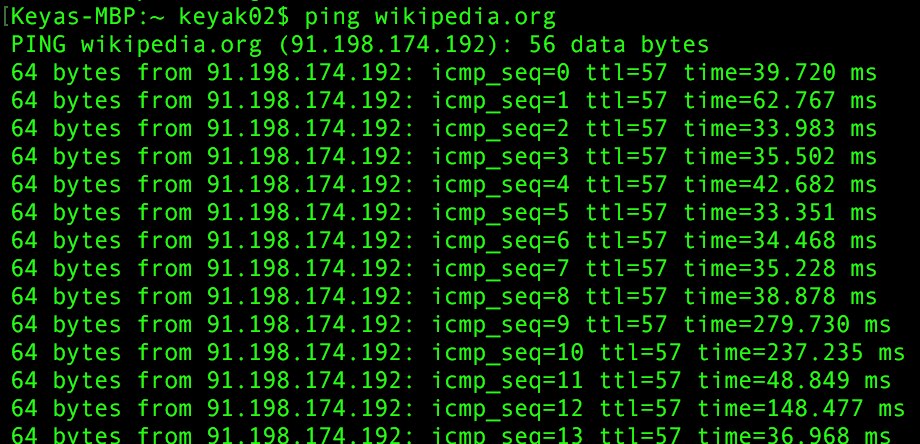 [Keyas-MBP:~ keyak02$ ping wikipedia.org
PING wikipedia.org (91.198.174.192): 56 data bytes
64 bytes from 91.198.174.192: icmp_seq=0 ttl=57 time=39.720 ms
64 bytes from 91.198.174.192: icmp_seq=1 ttl=57 time=62.767 ms
64 bytes from 91.198.174.192: icmp_seq=2 ttl=57 time=33.983 ms
64 bytes from 91.198.174.192: icmp_seq=3 ttl=57 time=35.502 ms
64 bytes from 91.198.174.192: icmp_seq=4 ttl=57 time=42.682 ms
64 bytes from 91.198.174.192: icmp_seq=5 ttl=57 time=33.351 ms
64 bytes from 91.198.174.192: icmp_seq=6 ttl=57 time=34.468 ms
64 bytes from 91.198.174.192: icmp_seq=7 ttl=57 time=35.228 ms
64 bytes from 91.198.174.192: icmp_seq=8 ttl=57 time=38.878 ms
64 bytes from 91.198.174.192: icmp_seq=9 ttl=57 time=279.730 ms
64 bytes from 91.198.174.192: icmp_seq=10 ttl=57 time=237.235 ms
64 bytes from 91.198.174.192: icmp_seq=11 ttl=57 time=48.849 ms
64 bytes from 91.198.174.192: icmp_seq=12 ttl=57 time=148.477 ms
64 bytes from 91.198.174.192: icmp_seq=13 ttl=57 time=36.968 ms